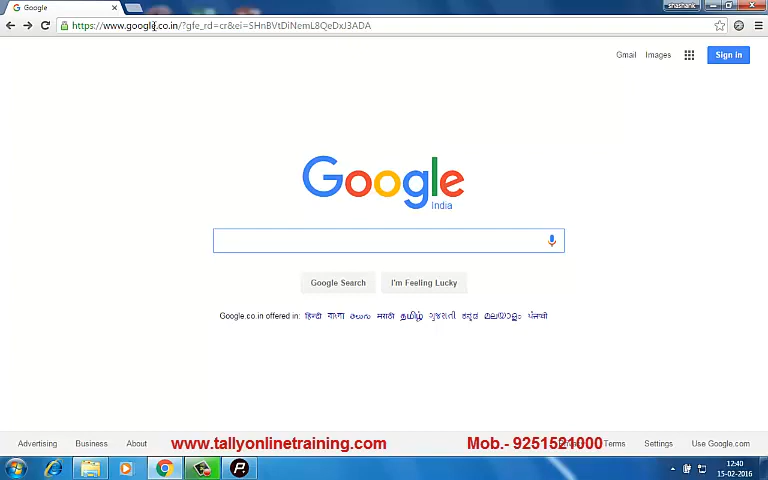 Google
shashank
https://www.google.co.in/?gfe_rd=cr&ei=SHnBVtDiNemL8QeDxJ3ADA
Gmail Images Sign in
Google
India
Google Search I'm Feeling Lucky
Google.co.in offered in: हिन्दी বাংলা తెలుగు मराठी தமிழ் ગુજરાતી ಕನ್ನಡ മലയാളം ਪੰਜਾਬੀ
Advertising Business About www.tallyonlinetraining.com Mob.- 9251521000 Terms Settings Use Google.com
12:40
15-02-2016